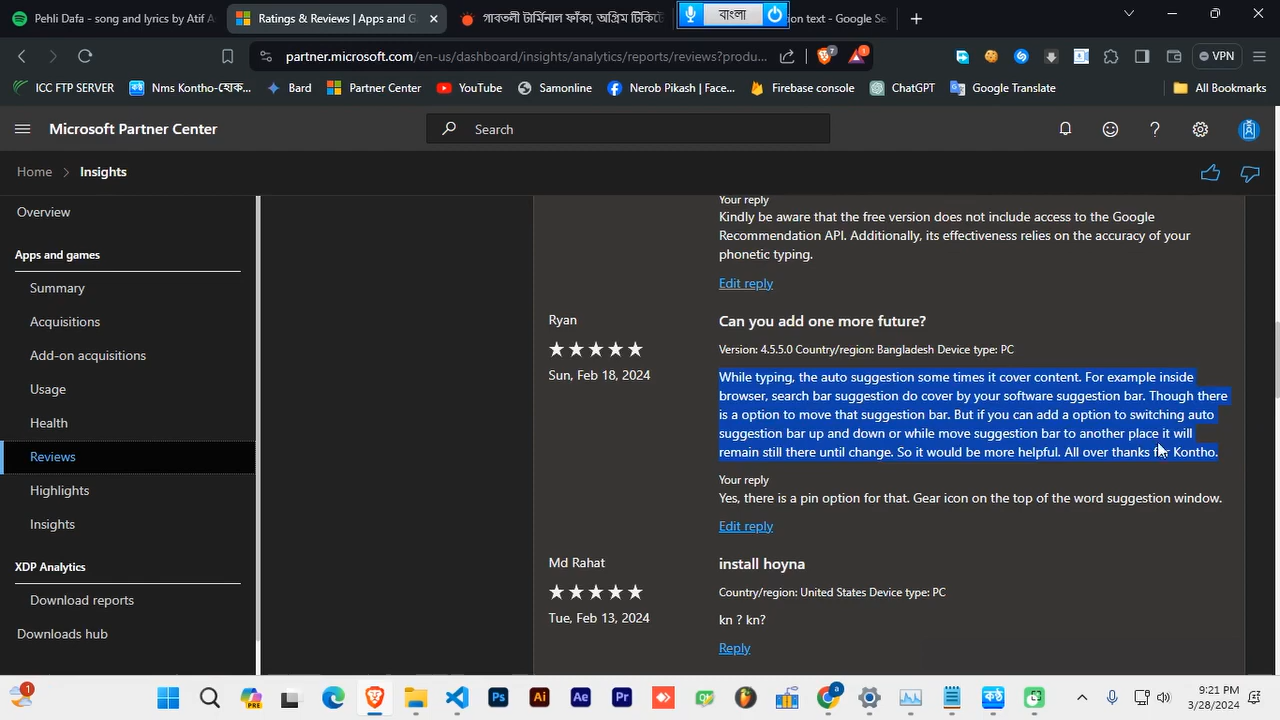 Pichli Dafa - song and lyrics by Atif A
Ratings & Reviews | Apps and G
গাবতলী টার্মিনাল ফাঁকা, অগ্রিম টিকিটে
বাংলা
on text - Google Se
partner.microsoft.com/en-us/dashboard/insights/analytics/reports/reviews?produ...
7
1
VPN
ICC FTP SERVER
Nms Kontho-হোক...
Bard
Partner Center
YouTube
Samonline
Nerob Pikash | Face...
Firebase console
ChatGPT
Google Translate
All Bookmarks
Microsoft Partner Center
Search
Home
Insights
Overview
Apps and games
Summary
Acquisitions
Add-on acquisitions
Usage
Health
Reviews
Highlights
Insights
XDP Analytics
Download reports
Downloads hub
Your reply
Kindly be aware that the free version does not include access to the Google
Recommendation API. Additionally, its effectiveness relies on the accuracy of your
phonetic typing.
Edit reply
Ryan
Sun, Feb 18, 2024
Can you add one more future?
Version: 4.5.5.0 Country/region: Bangladesh Device type: PC
While typing, the auto suggestion some times it cover content. For example inside
browser, search bar suggestion do cover by your software suggestion bar. Though there
is a option to move that suggestion bar. But if you can add a option to switching auto
suggestion bar up and down or while move suggestion bar to another place it will
remain still there until change. So it would be more helpful. All over thanks for Kontho.
Your reply
Yes, there is a pin option for that. Gear icon on the top of the word suggestion window.
Edit reply
Md Rahat
Tue, Feb 13, 2024
install hoyna
Country/region: United States Device type: PC
kn ? kn?
Reply
1
PRE
Ps
Ai
Ae
Pr
Qt
a
9:21 PM
3/28/2024